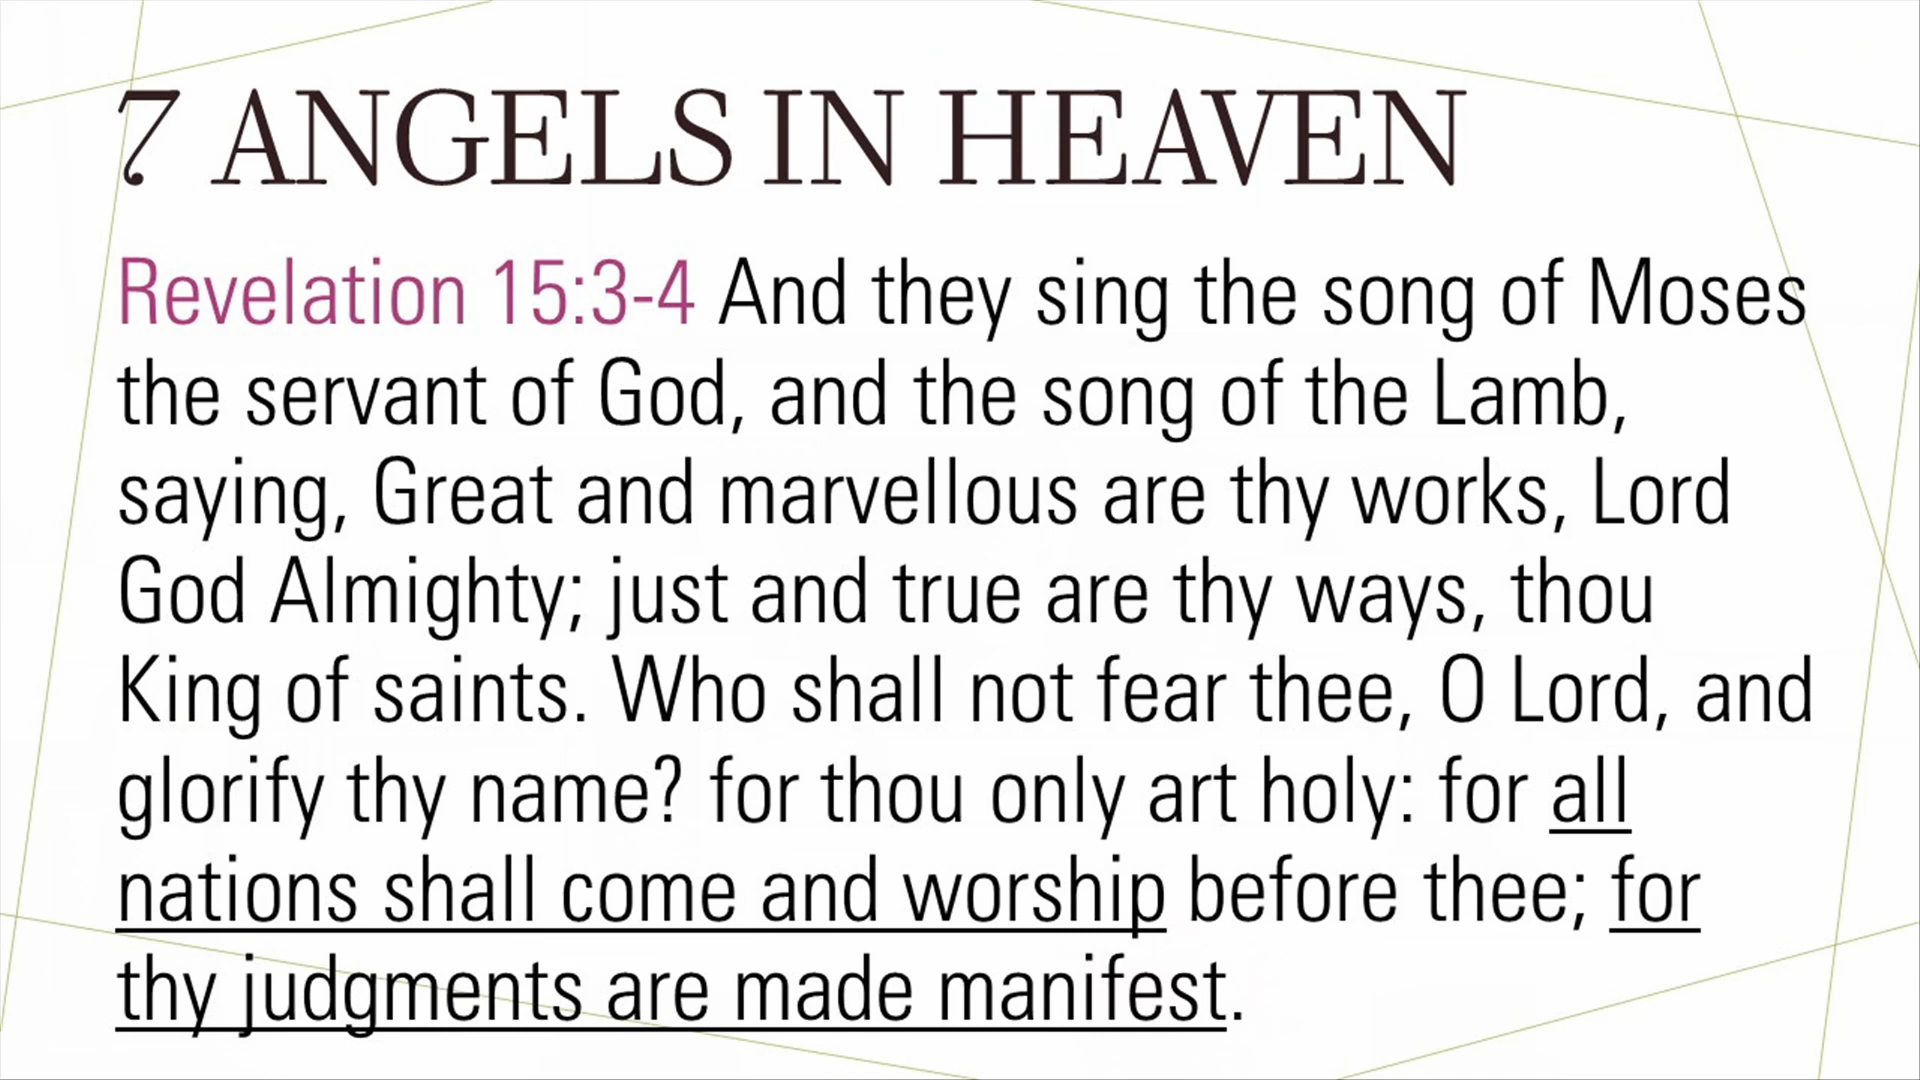 7 ANGELS IN HEAVEN
Revelation 15:3-4 And they sing the song of Moses
the servant of God, and the song of the Lamb,
saying, Great and marvellous are thy works, Lord
God Almighty; just and true are thy ways, thou
King of saints. Who shall not fear thee, O Lord, and
glorify thy name? for thou only art holy: for all
nations shall come and worship before thee; for
thy judgments are made manifest.